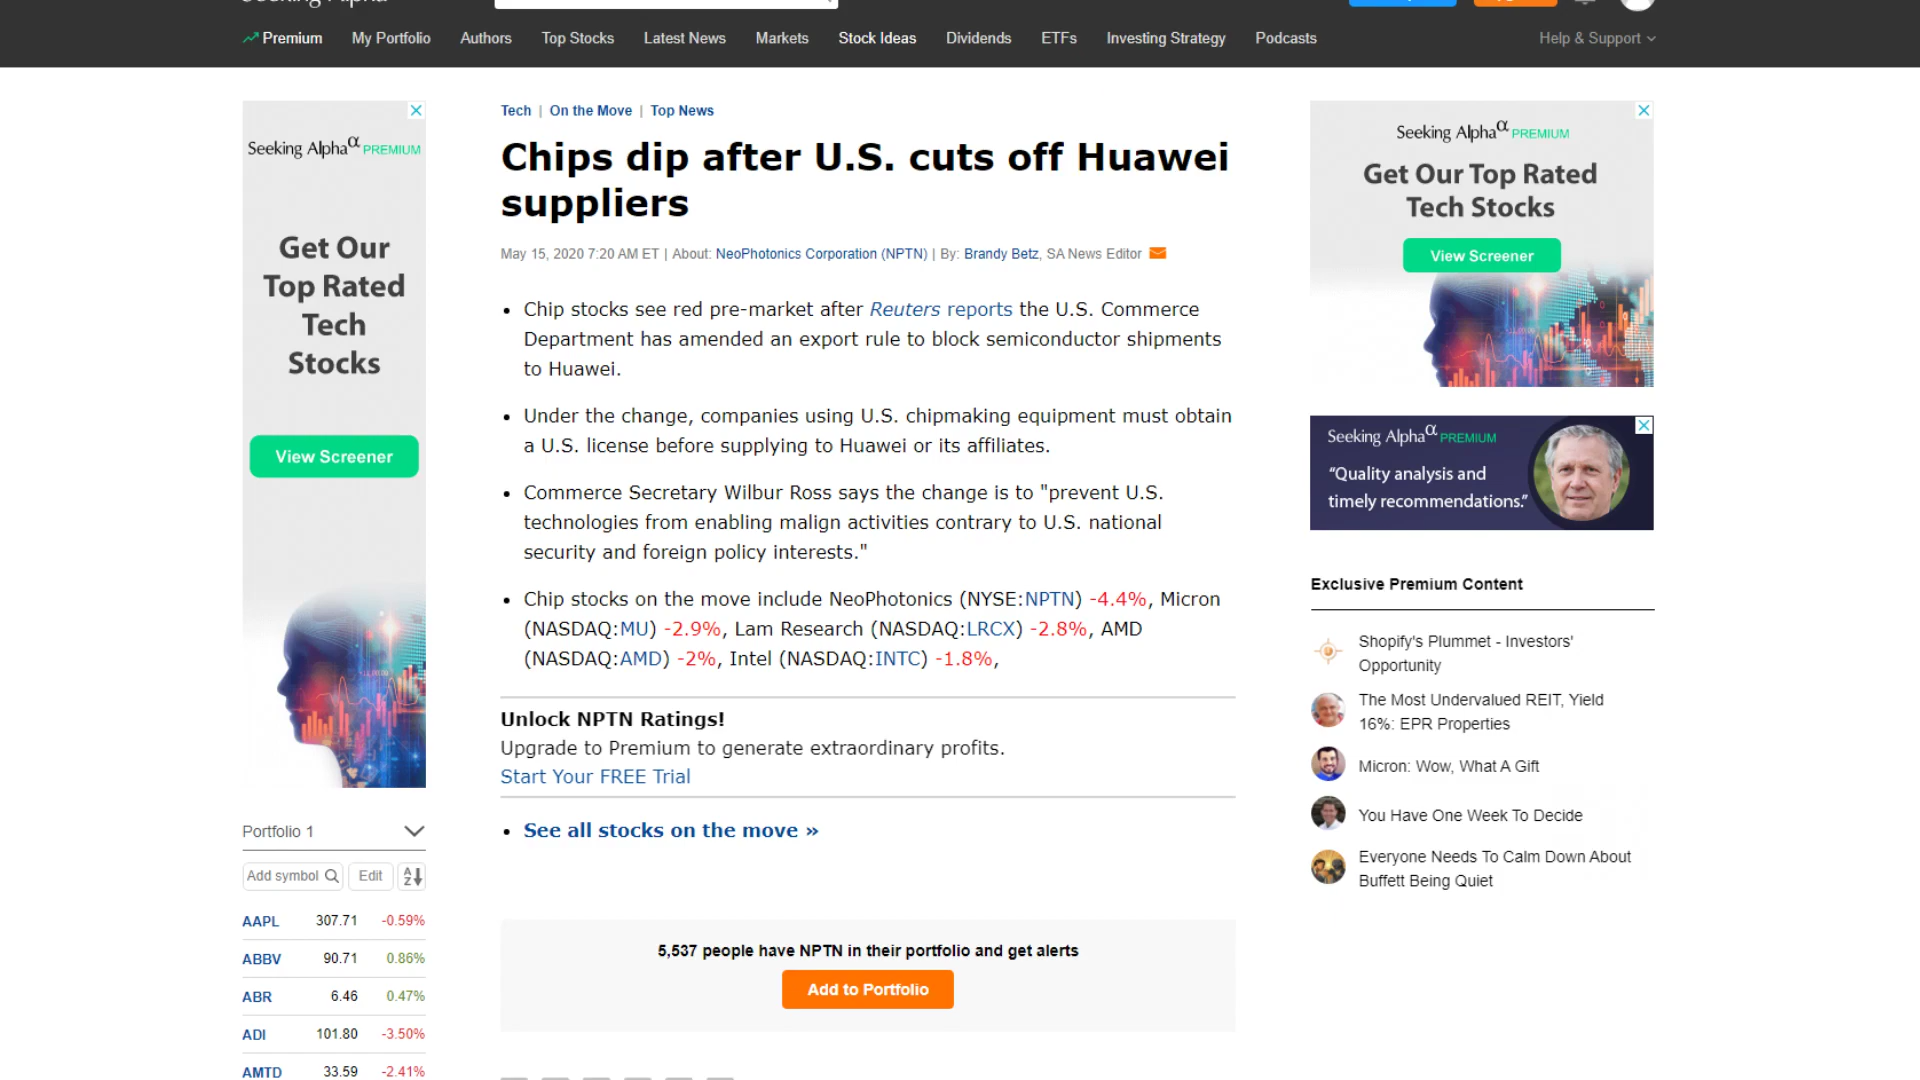 Seeking Alpha
Premium
My Portfolio
Authors
Top Stocks
Latest News
Markets
Stock Ideas
Dividends
ETFs
Investing Strategy
Podcasts
Help & Support
Seeking Alphaα PREMIUM
Get Our
Top Rated
Tech
Stocks
View Screener
Portfolio 1
Add symbol
Edit
AZ
AAPL 307.71 -0.59%
ABBV 90.71 0.86%
ABR 6.46 0.47%
ADI 101.80 -3.50%
AMTD 33.59 -2.41%
Tech | On the Move | Top News
Chips dip after U.S. cuts off Huawei
suppliers
May 15, 2020 7:20 AM ET | About: NeoPhotonics Corporation (NPTN) | By: Brandy Betz, SA News Editor
• Chip stocks see red pre-market after Reuters reports the U.S. Commerce
Department has amended an export rule to block semiconductor shipments
to Huawei.
• Under the change, companies using U.S. chipmaking equipment must obtain
a U.S. license before supplying to Huawei or its affiliates.
• Commerce Secretary Wilbur Ross says the change is to "prevent U.S.
technologies from enabling malign activities contrary to U.S. national
security and foreign policy interests."
• Chip stocks on the move include NeoPhotonics (NYSE:NPTN) -4.4%, Micron
(NASDAQ:MU) -2.9%, Lam Research (NASDAQ:LRCX) -2.8%, AMD
(NASDAQ:AMD) -2%, Intel (NASDAQ:INTC) -1.8%,
Unlock NPTN Ratings!
Upgrade to Premium to generate extraordinary profits.
Start Your FREE Trial
• See all stocks on the move »
5,537 people have NPTN in their portfolio and get alerts
Add to Portfolio
Seeking Alphaα PREMIUM
Get Our Top Rated
Tech Stocks
View Screener
Seeking Alphaα PREMIUM
“Quality analysis and
timely recommendations.”
Exclusive Premium Content
Shopify's Plummet - Investors'
Opportunity
The Most Undervalued REIT, Yield
16%: EPR Properties
Micron: Wow, What A Gift
You Have One Week To Decide
Everyone Needs To Calm Down About
Buffett Being Quiet